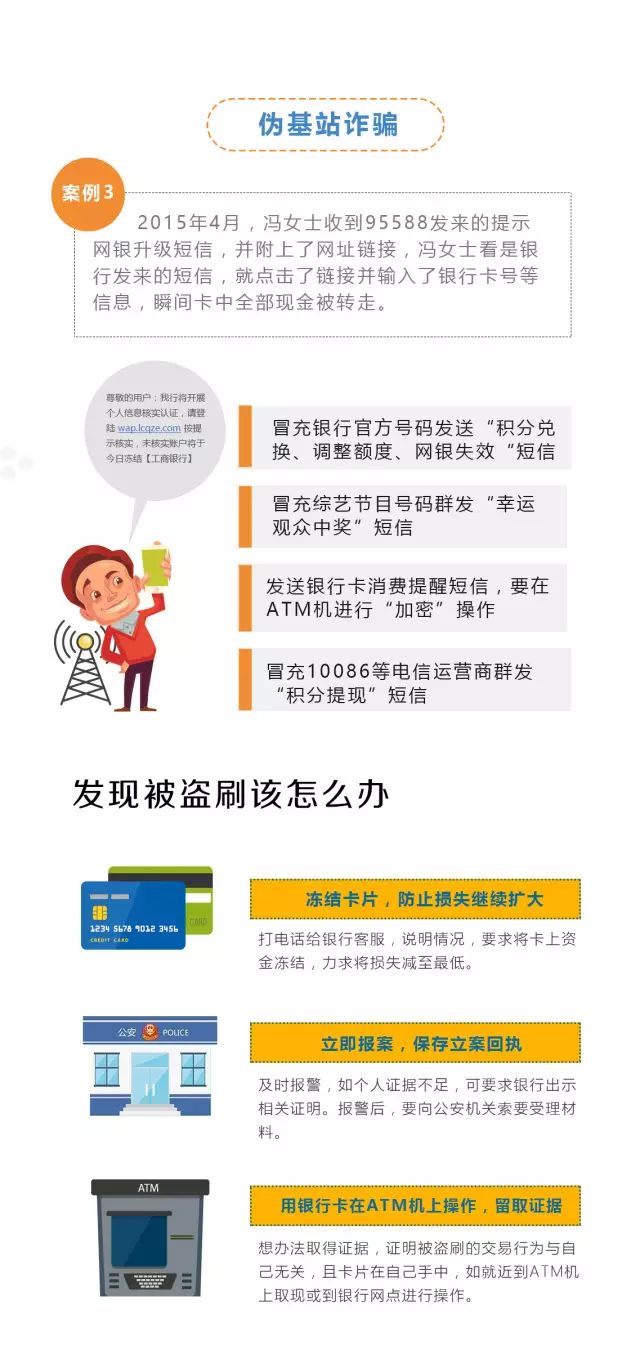 伪基站诈骗
案例3
2015年4月，冯女士收到95588发来的提示
网银升级短信，并附上了网址链接，冯女士看是银
行发来的短信，就点击了链接并输入了银行卡号等
信息，瞬间卡中全部现金被转走。
尊敬的用户：我行将开展
个人信息核实认证，请登
陆 wap.lcqze.com 按提
示核实，未核实账户将于
今日冻结【工商银行】
冒充银行官方号码发送“积分兑
换、调整额度、网银失效“短信
冒充综艺节目号码群发“幸运
观众中奖”短信
发送银行卡消费提醒短信，要在
ATM机进行“加密”操作
冒充10086等电信运营商群发
“积分提现”短信
发现被盗刷该怎么办
1234 5678 9012 3456
CREDIT CARD
CARD
冻结卡片，防止损失继续扩大
打电话给银行客服，说明情况，要求将卡上资
金冻结，力求将损失减至最低。
公安 POLICE
立即报案，保存立案回执
及时报警，如个人证据不足，可要求银行出示
相关证明。报警后，要向公安机关索要受理材
料。
ATM
用银行卡在ATM机上操作，留取证据
想办法取得证据，证明被盗刷的交易行为与自
己无关，且卡片在自己手中，如就近到ATM机
上取现或到银行网点进行操作。